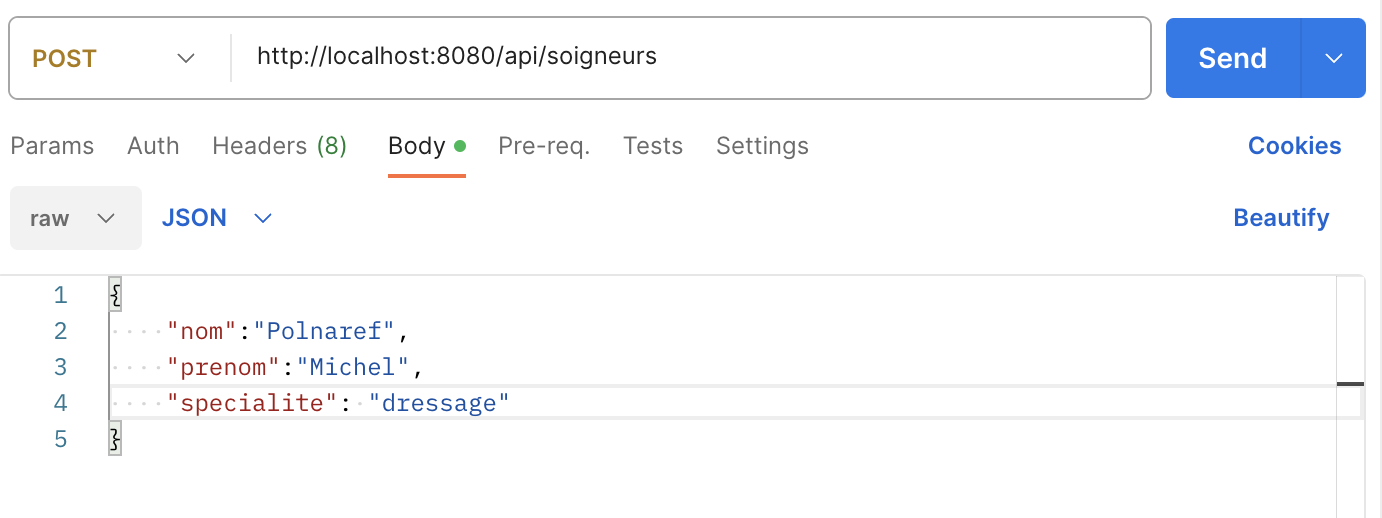 POST http://localhost:8080/api/soigneurs Send
Params Auth Headers (8) Body Pre-req. Tests Settings Cookies
raw JSON Beautify
1 {
2 "nom":"Polnaref",
3 "prenom":"Michel",
4 "specialite": "dressage"
5 }